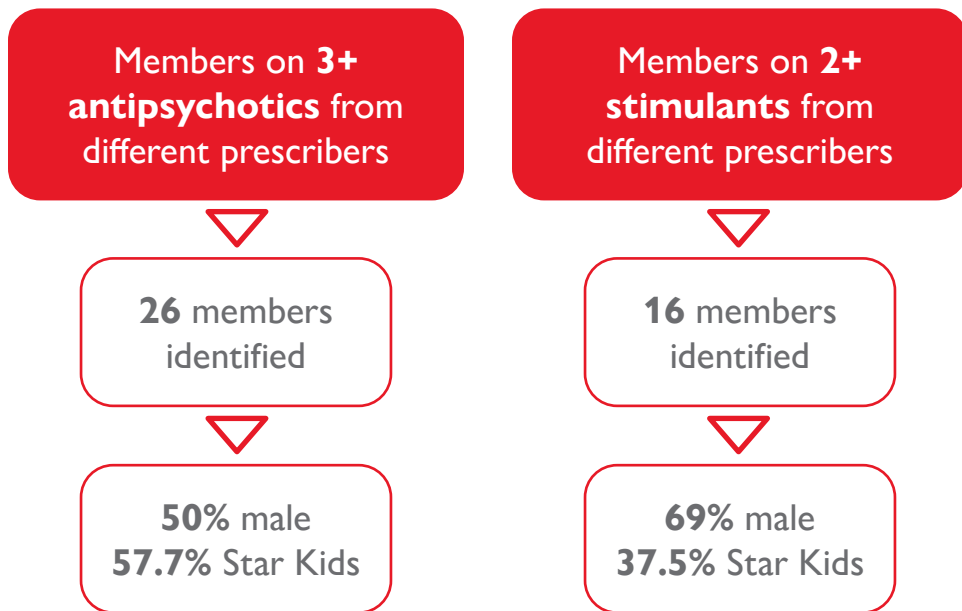 Members on 3+
antipsychotics from
different prescribers
26 members
identified
50% male
57.7% Star Kids
Members on 2+
stimulants from
different prescribers
16 members
identified
69% male
37.5% Star Kids